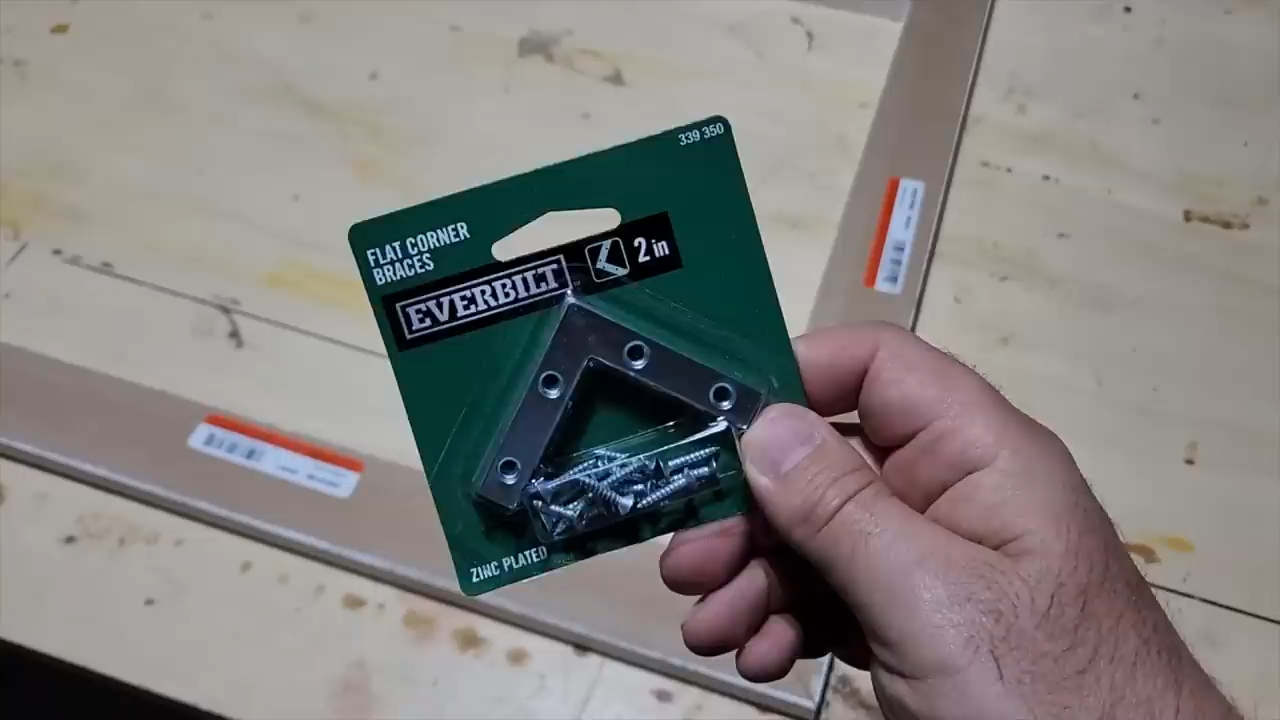 339 350
FLAT CORNER
BRACES
EVERBILT
2 in
ZINC PLATED